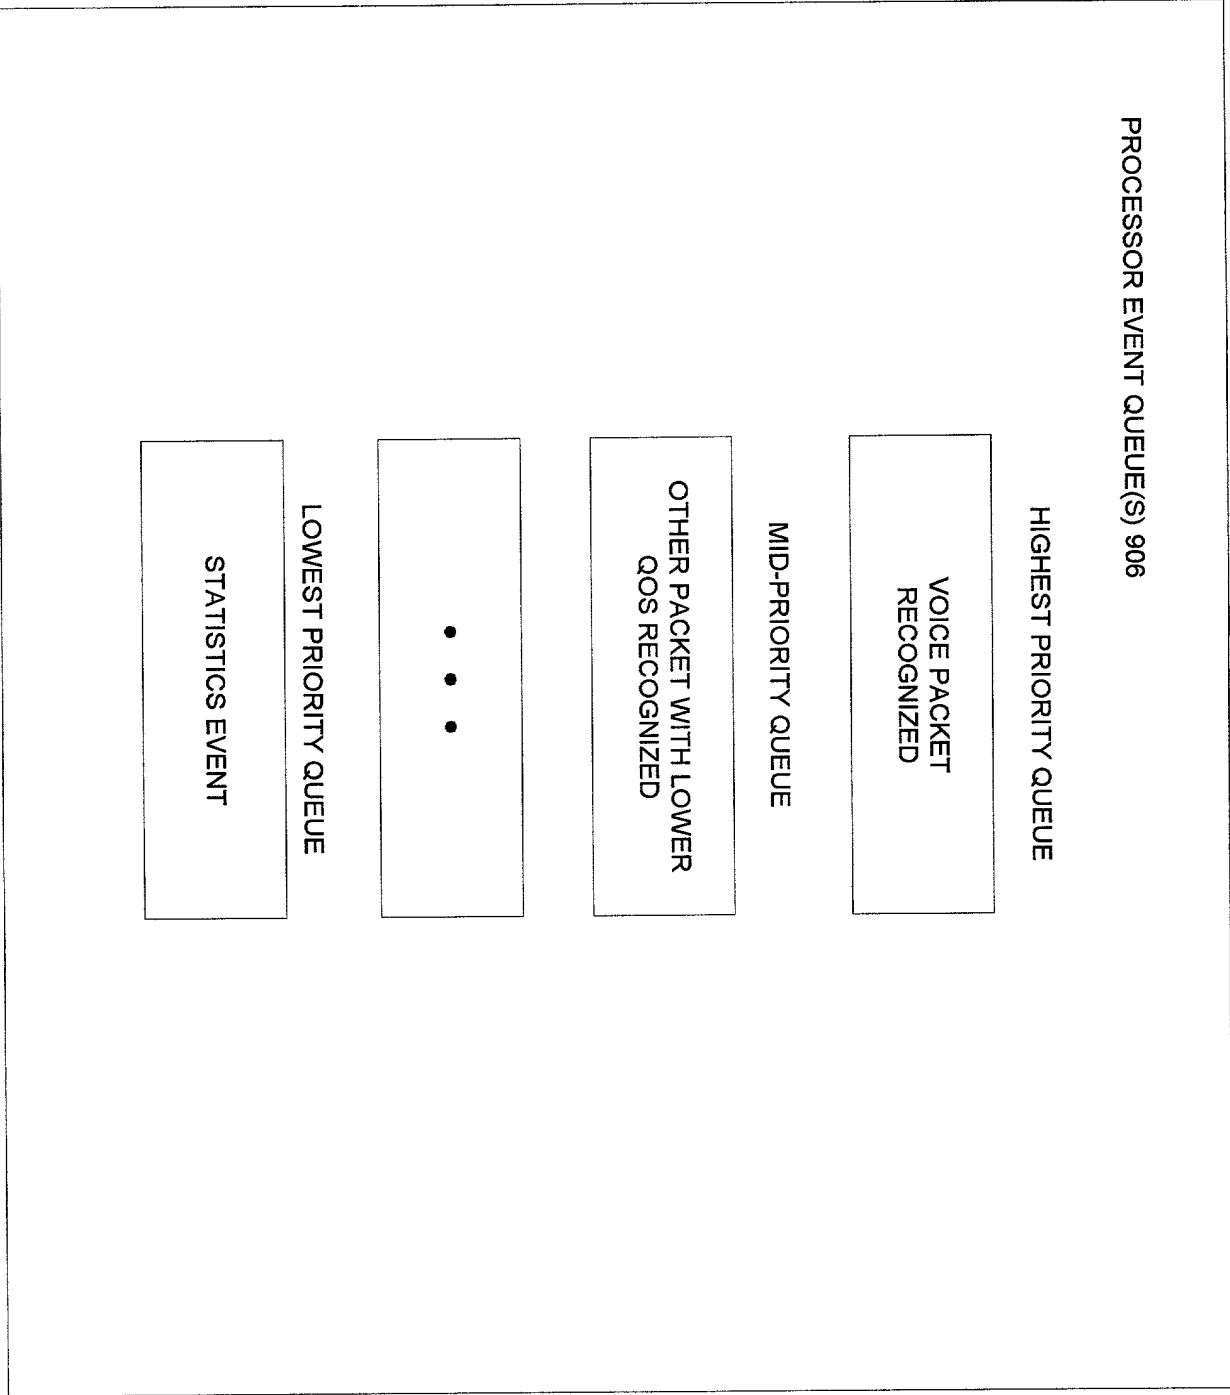 PROCESSOR EVENT QUEUE(S) 906
HIGHEST PRIORITY QUEUE
VOICE PACKET
RECOGNIZED
MID-PRIORITY QUEUE
OTHER PACKET WITH LOWER
QOS RECOGNIZED
• • •
LOWEST PRIORITY QUEUE
STATISTICS EVENT